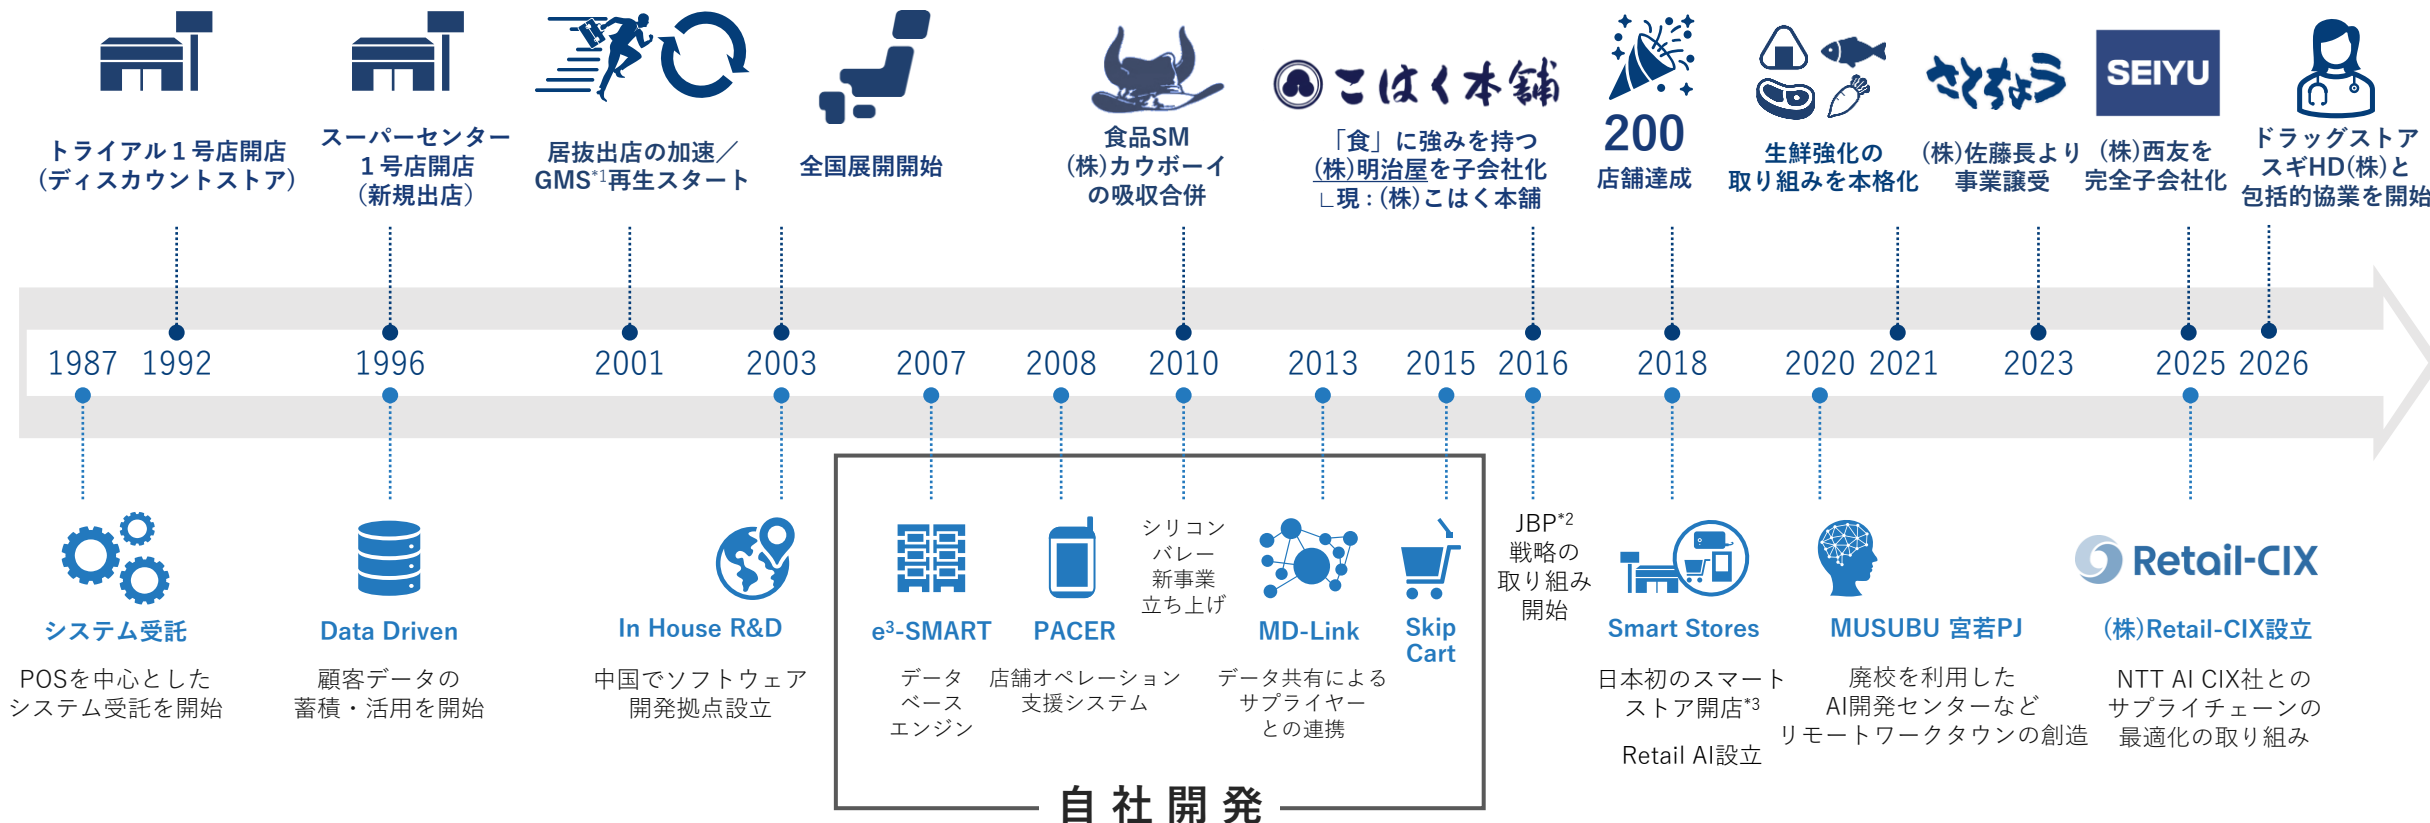 トライアル１号店開店
(ディスカウントストア)
スーパーセンター
１号店開店
(新規出店)
居抜出店の加速／
GMS*1再生スタート
全国展開開始
食品SM
(株)カウボーイ
の吸収合併
こはく本舗
「食」に強みを持つ
(株)明治屋を子会社化
∟現：(株)こはく本舗
200
店舗達成
生鮮強化の
取り組みを本格化
さとちょう
(株)佐藤長より
事業譲受
SEIYU
(株)西友を
完全子会社化
ドラッグストア
スギHD(株)と
包括的協業を開始
1987 1992 1996 2001 2003 2007 2008 2010 2013 2015 2016 2018 2020 2021 2023 2025 2026
システム受託
POSを中心とした
システム受託を開始
Data Driven
顧客データの
蓄積・活用を開始
In House R&D
中国でソフトウェア
開発拠点設立
e3-SMART
データ
ベース
エンジン
PACER
店舗オペレーション
支援システム
シリコン
バレー
新事業
立ち上げ
MD-Link
データ共有による
サプライヤー
との連携
Skip
Cart
自社開発
JBP*2
戦略の
取り組み
開始
Smart Stores
日本初のスマート
ストア開店*3
Retail AI設立
MUSUBU 宮若PJ
廃校を利用した
AI開発センターなど
リモートワークタウンの創造
Retail-CIX
(株)Retail-CIX設立
NTT AI CIX社との
サプライチェーンの
最適化の取り組み